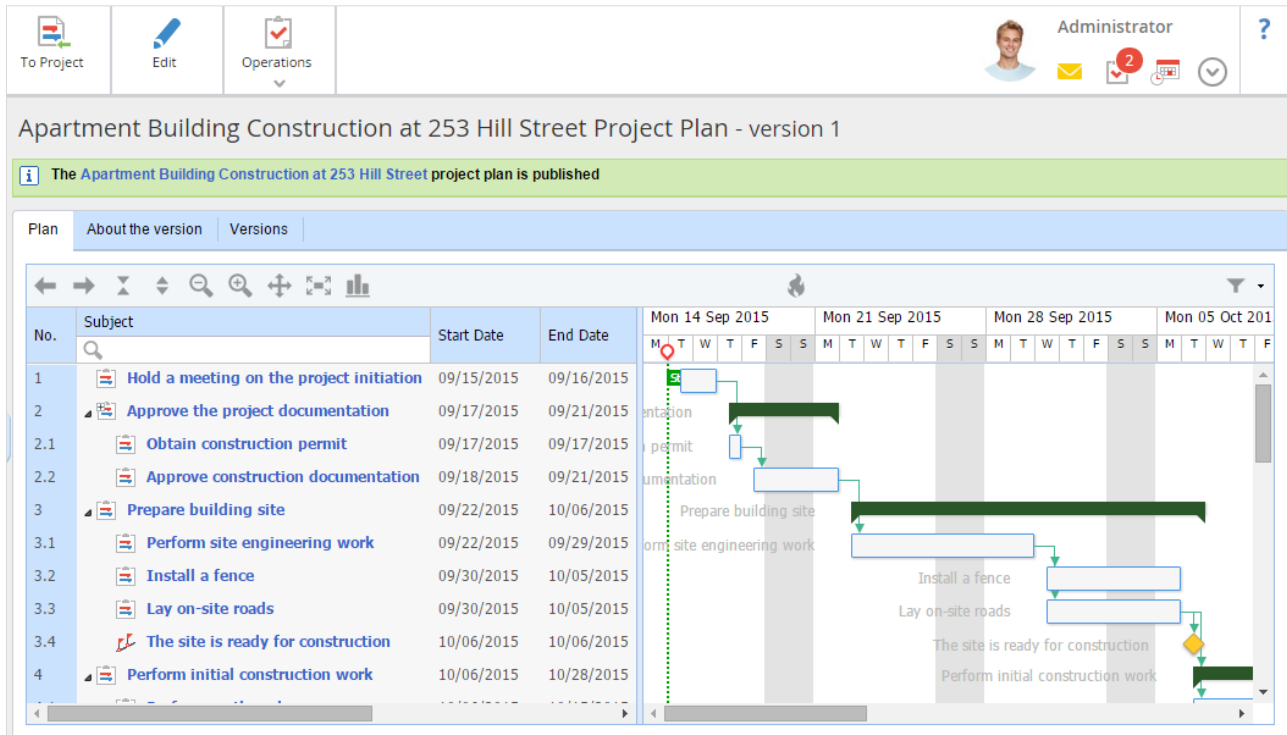 Administrator
?
To Project
Edit
Operations
2
Apartment Building Construction at 253 Hill Street Project Plan - version 1
i The Apartment Building Construction at 253 Hill Street project plan is published
Plan About the version Versions
No. Subject Start Date End Date
Mon 14 Sep 2015 Mon 21 Sep 2015 Mon 28 Sep 2015 Mon 05 Oct 201
M T W T F S S M T W T F S S M T W T F S S M T W T F
1 Hold a meeting on the project initiation 09/15/2015 09/16/2015
2 Approve the project documentation 09/17/2015 09/21/2015 entation
2.1 Obtain construction permit 09/17/2015 09/17/2015 permit
2.2 Approve construction documentation 09/18/2015 09/21/2015 umentation
3 Prepare building site 09/22/2015 10/06/2015 Prepare building site
3.1 Perform site engineering work 09/22/2015 09/29/2015 orm site engineering work
3.2 Install a fence 09/30/2015 10/05/2015 Install a fence
3.3 Lay on-site roads 09/30/2015 10/05/2015 Lay on-site roads
3.4 The site is ready for construction 10/06/2015 10/06/2015 The site is ready for construction
4 Perform initial construction work 10/06/2015 10/28/2015 Perform initial construction work